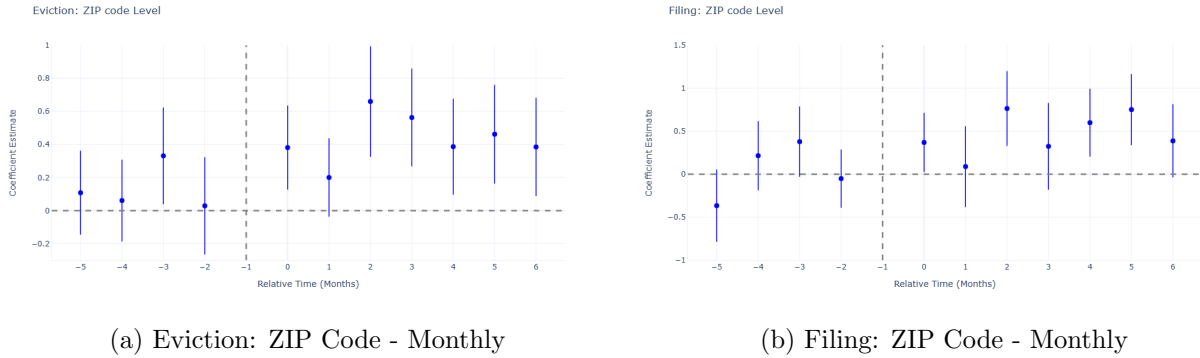 Eviction: ZIP code Level
1
0.8
0.6
0.4
0.2
0
−0.2
Coefficient Estimate
−5 −4 −3 −2 −1 0 1 2 3 4 5 6
Relative Time (Months)
(a) Eviction: ZIP Code - Monthly
Filing: ZIP code Level
1.5
1
0.5
0
−0.5
−1
Coefficient Estimate
−5 −4 −3 −2 −1 0 1 2 3 4 5 6
Relative Time (Months)
(b) Filing: ZIP Code - Monthly